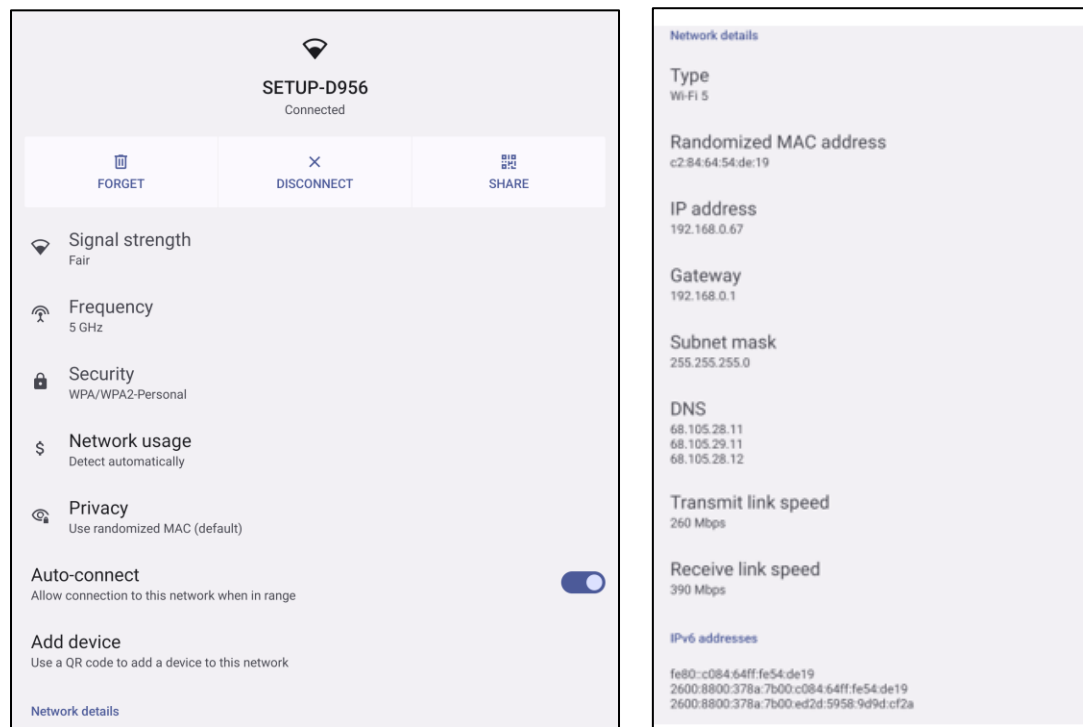 SETUP-D956
Connected
FORGET
DISCONNECT
SHARE
Signal strength
Fair
Frequency
5 GHz
Security
WPA/WPA2-Personal
Network usage
Detect automatically
Privacy
Use randomized MAC (default)
Auto-connect
Allow connection to this network when in range
Add device
Use a QR code to add a device to this network
Network details
Network details
Type
Wi-Fi 5
Randomized MAC address
c2:84:64:54:de:19
IP address
192.168.0.67
Gateway
192.168.0.1
Subnet mask
255.255.255.0
DNS
68.105.28.11
68.105.29.11
68.105.28.12
Transmit link speed
260 Mbps
Receive link speed
390 Mbps
IPv6 addresses
fe80::c084:64ff:fe54:de19
2600:8800:378a:7b00:c084:64ff:fe54:de19
2600:8800:378a:7b00:ed2d:5958:9d9d:cf2a